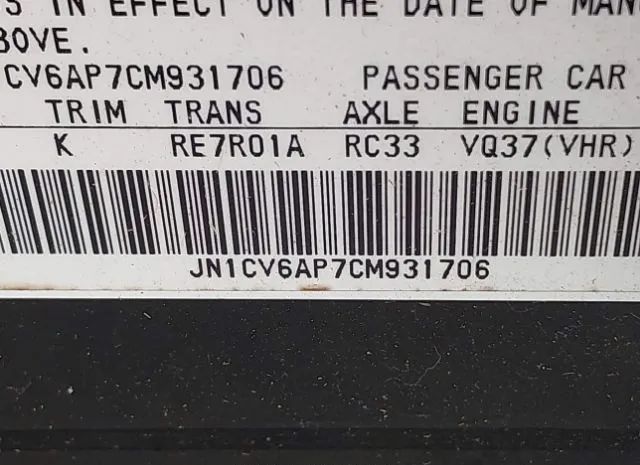 S IN EFFECT ON THE DATE OF MAN
BOVE.
CV6AP7CM931706 PASSENGER CAR
TRIM TRANS AXLE ENGINE
K RE7R01A RC33 VQ37(VHR)
JN1CV6AP7CM931706